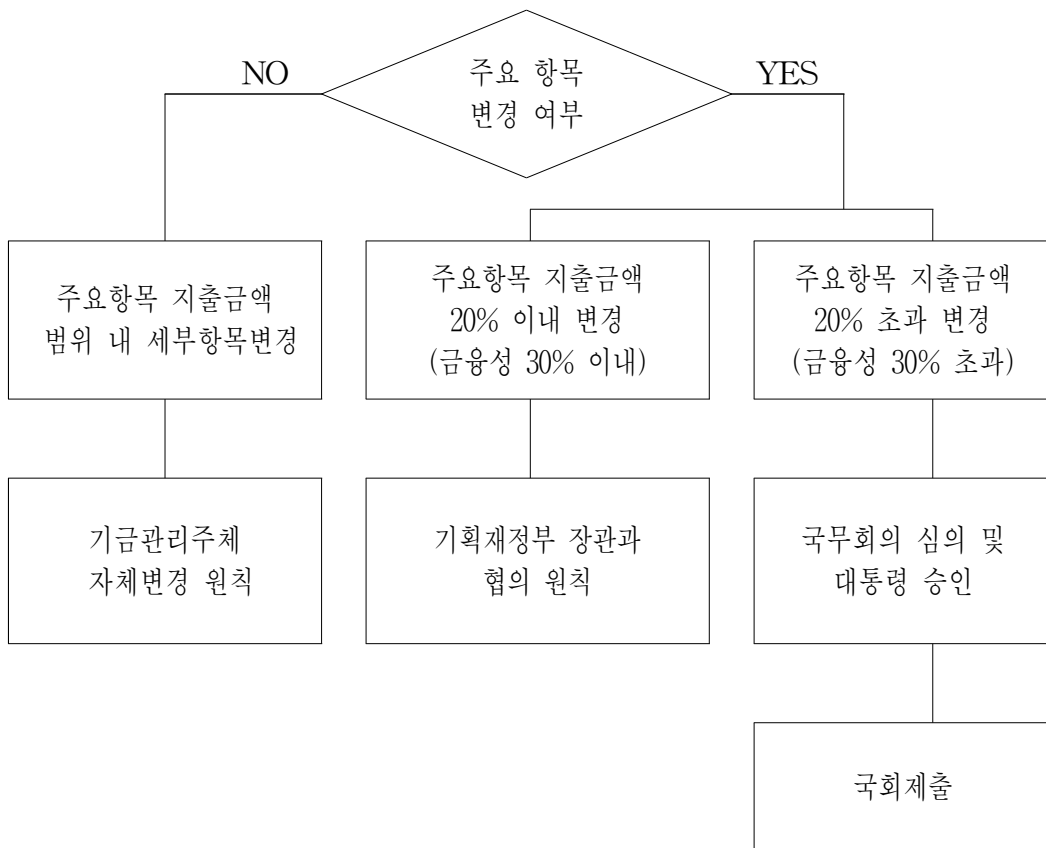 주요 항목
변경 여부
NO
YES
주요항목 지출금액
범위 내 세부항목변경
주요항목 지출금액
20% 이내 변경
(금융성 30% 이내)
주요항목 지출금액
20% 초과 변경
(금융성 30% 초과)
기금관리주체
자체변경 원칙
기획재정부 장관과
협의 원칙
국무회의 심의 및
대통령 승인
국회제출